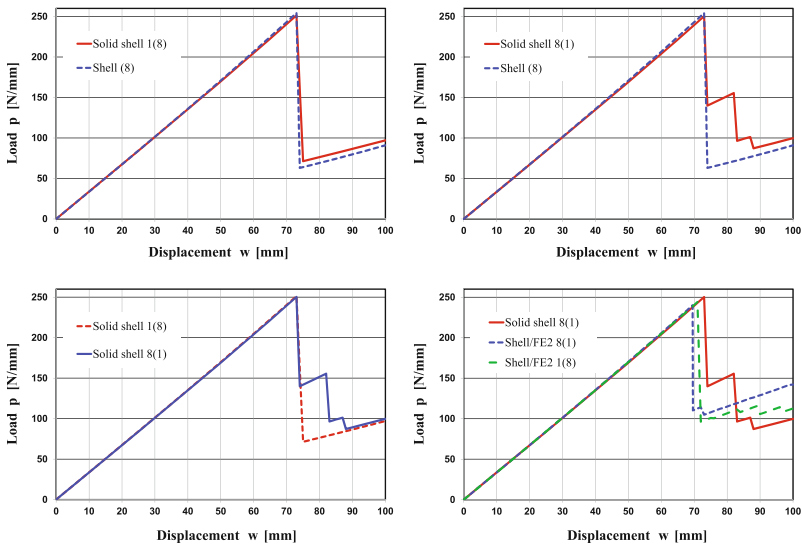 250
200
150
100
50
0
Load p [N/mm]
Solid shell 1(8)
Shell (8)
0 10 20 30 40 50 60 70 80 90 100
Displacement w [mm]
250
200
150
100
50
0
Load p [N/mm]
Solid shell 8(1)
Shell (8)
0 10 20 30 40 50 60 70 80 90 100
Displacement w [mm]
250
200
150
100
50
0
Load p [N/mm]
Solid shell 1(8)
Solid shell 8(1)
0 10 20 30 40 50 60 70 80 90 100
Displacement w [mm]
250
200
150
100
50
0
Load p [N/mm]
Solid shell 8(1)
Shell/FE2 8(1)
Shell/FE2 1(8)
0 10 20 30 40 50 60 70 80 90 100
Displacement w [mm]